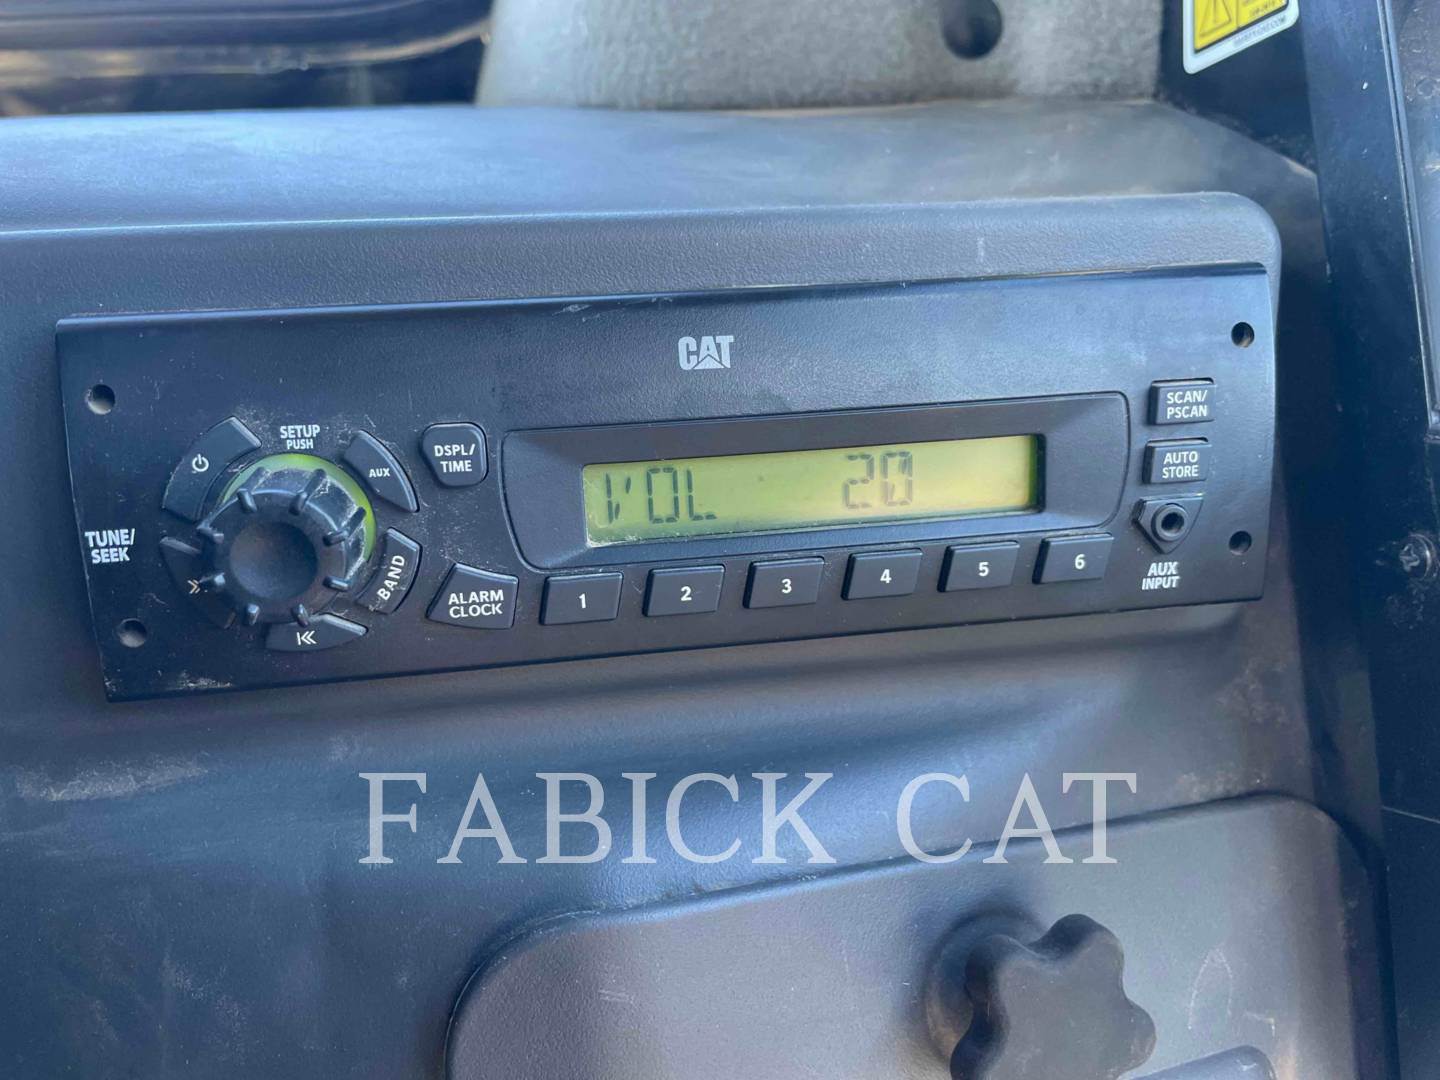 CAT
SETUP
PUSH
AUX
DSPL/
TIME
SCAN/
PSCAN
VOL 20
AUTO
STORE
TUNE/
SEEK
BAND
ALARM
CLOCK
1 2 3 4 5 6
AUX
INPUT
FABICK CAT